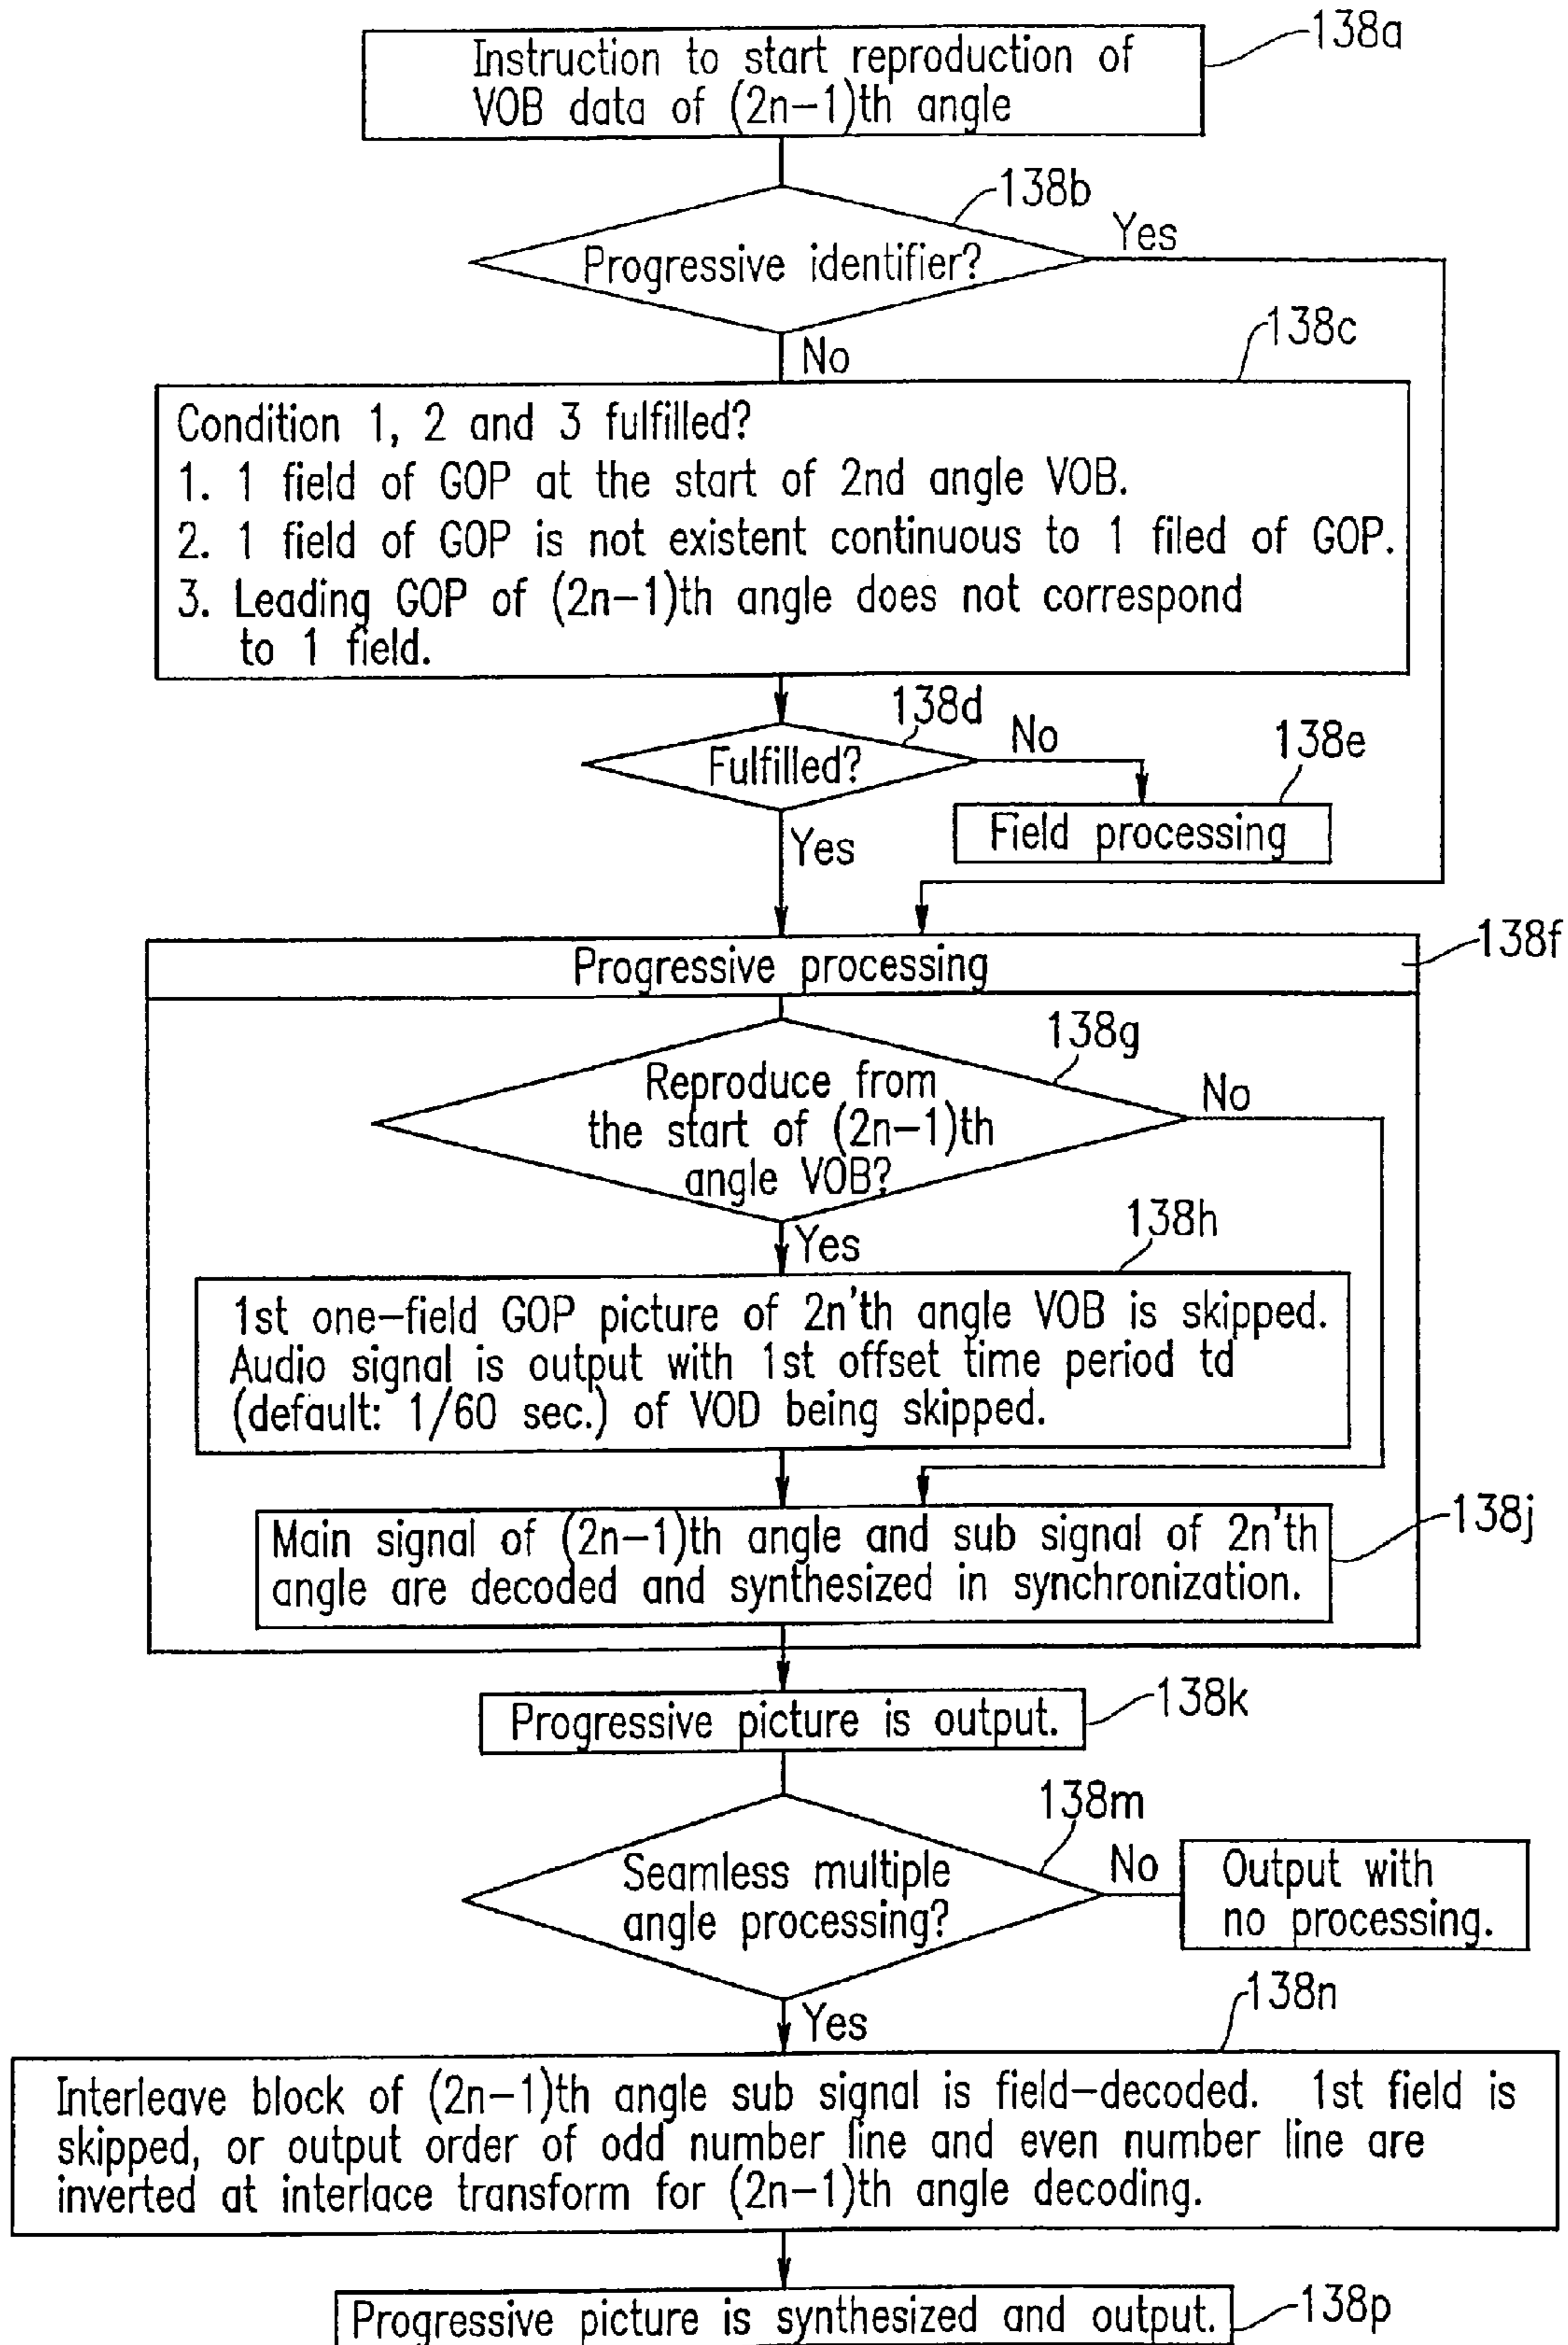 138a
Instruction to start reproduction of
VOB data of (2n-1)th angle
138b
Progressive identifier?
Yes
No
138c
Condition 1, 2 and 3 fulfilled?
1. 1 field of GOP at the start of 2nd angle VOB.
2. 1 field of GOP is not existent continuous to 1 filed of GOP.
3. Leading GOP of (2n-1)th angle does not correspond
to 1 field.
138d
Fulfilled?
No
138e
Field processing
Yes
138f
Progressive processing
138g
Reproduce from
the start of (2n-1)th
angle VOB?
No
Yes
138h
1st one-field GOP picture of 2n'th angle VOB is skipped.
Audio signal is output with 1st offset time period td
(default: 1/60 sec.) of VOD being skipped.
138j
Main signal of (2n-1)th angle and sub signal of 2n'th
angle are decoded and synthesized in synchronization.
138k
Progressive picture is output.
138m
Seamless multiple
angle processing?
No
Output with
no processing.
Yes
138n
Interleave block of (2n-1)th angle sub signal is field-decoded. 1st field is
skipped, or output order of odd number line and even number line are
inverted at interlace transform for (2n-1)th angle decoding.
138p
Progressive picture is synthesized and output.